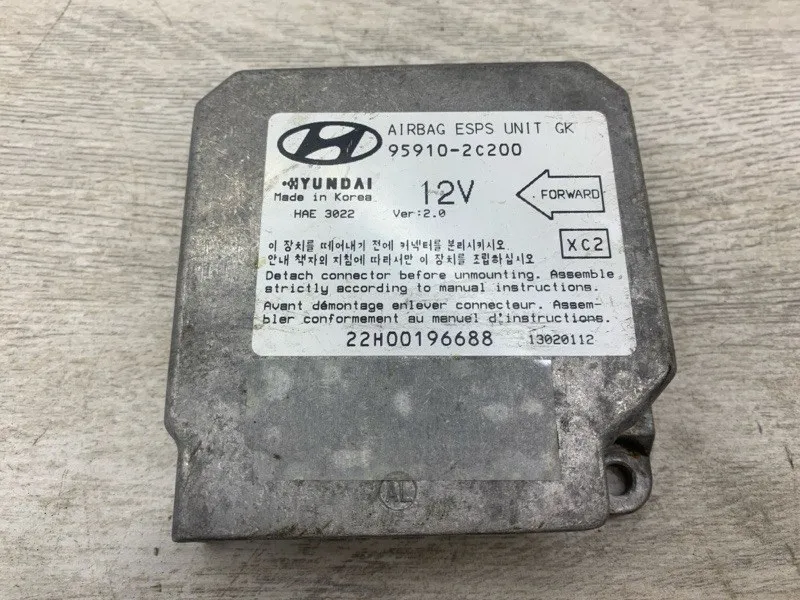 AIRBAG ESPS UNIT GK
95910-2C200
HYUNDAI
12V
FORWARD
Made in Korea
HAE 3022
Ver:2.0
XC2
이 장치를 떼어내기 전에 커넥터를 분리시키시오
안내 책자의 지침에 따라서만 이 장치를 조립하십시오
Detach connector before unmounting. Assemble
strictly according to manual instructions.
Avant démontage enlever connecteur. Assem-
bler conformement au manuel d'instructions.
22H00196688
13020112
AL